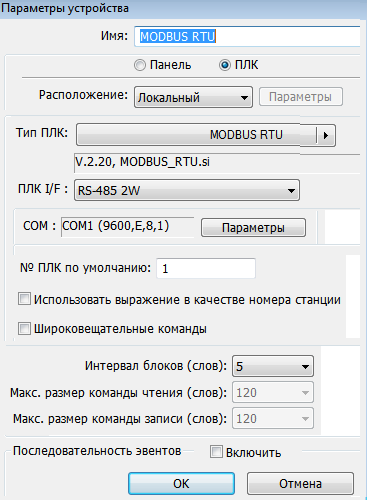 Параметры устройства
Имя: MODBUS RTU
Панель ПЛК
Расположение: Локальный Параметры
Тип ПЛК: MODBUS RTU
V.2.20, MODBUS_RTU.si
ПЛК I/F : RS-485 2W
COM : COM1 (9600,E,8,1) Параметры
№ ПЛК по умолчанию: 1
Использовать выражение в качестве номера станции
Широковещательные команды
Интервал блоков (слов): 5
Макс. размер команды чтения (слов): 120
Макс. размер команды записи (слов): 120
Последовательность эвентов Включить
OK Отмена